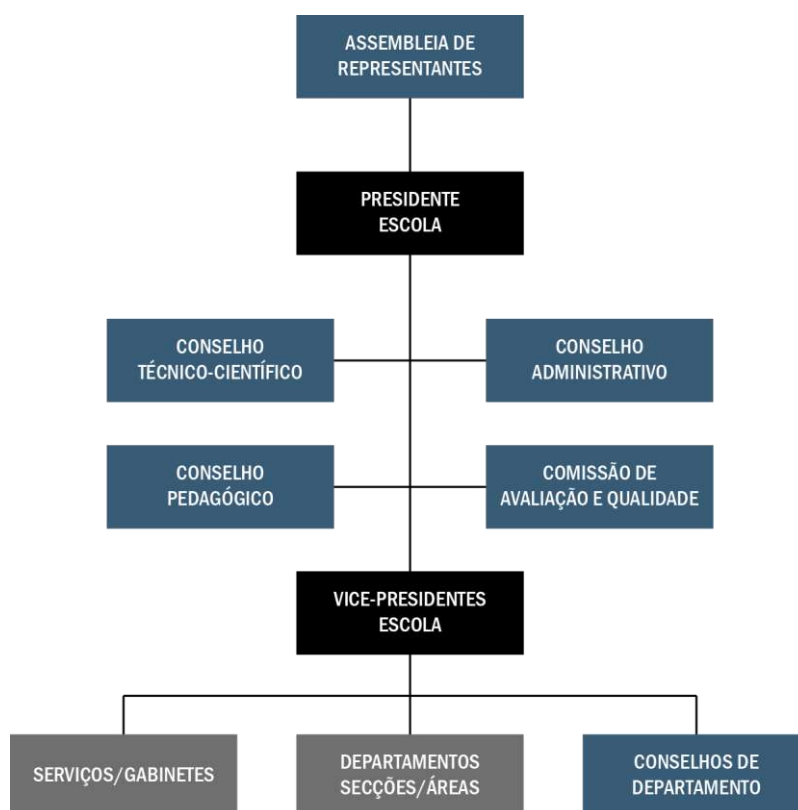 ASSEMBLEIA DE
REPRESENTANTES
PRESIDENTE
ESCOLA
CONSELHO
TÉCNICO-CIENTÍFICO
CONSELHO
ADMINISTRATIVO
CONSELHO
PEDAGÓGICO
COMISSÃO DE
AVALIAÇÃO E QUALIDADE
VICE-PRESIDENTES
ESCOLA
SERVIÇOS/GABINETES
DEPARTAMENTOS
SECÇÕES/ÁREAS
CONSELHOS DE
DEPARTAMENTO